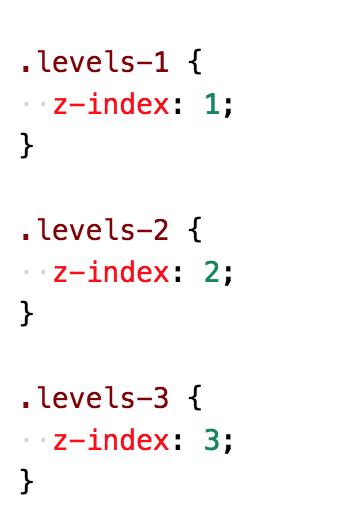 .levels-1 {
  z-index: 1;
}

.levels-2 {
  z-index: 2;
}

.levels-3 {
  z-index: 3;
}